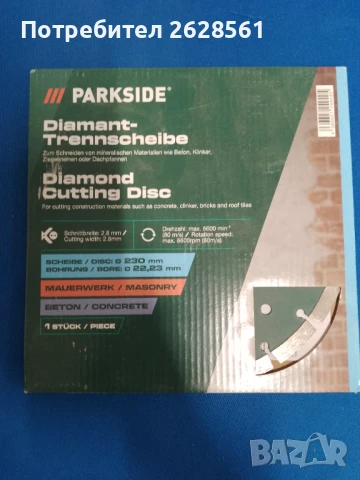 Потребител 2628561
/// PARKSIDE®
Diamant-
Trennscheibe
Zum Schneiden von mineralischen Materialien wie Beton, Klinker,
Ziegelsteinen oder Dachpfannen
Diamond
Cutting Disc
For cutting construction materials such as concrete, clinker, bricks and roof tiles
Schnittbreite: 2,8 mm /
Cutting width: 2.8mm
Drehzahl: max. 6600 min⁻¹
(80 m/s) / Rotation speed:
max. 6600rpm (80m/s)
SCHEIBE / DISC: Ø 230 mm
BOHRUNG / BORE: Ø 22,23 mm
MAUERWERK / MASONRY
BETON / CONCRETE
1 STÜCK / PIECE
BAZAR